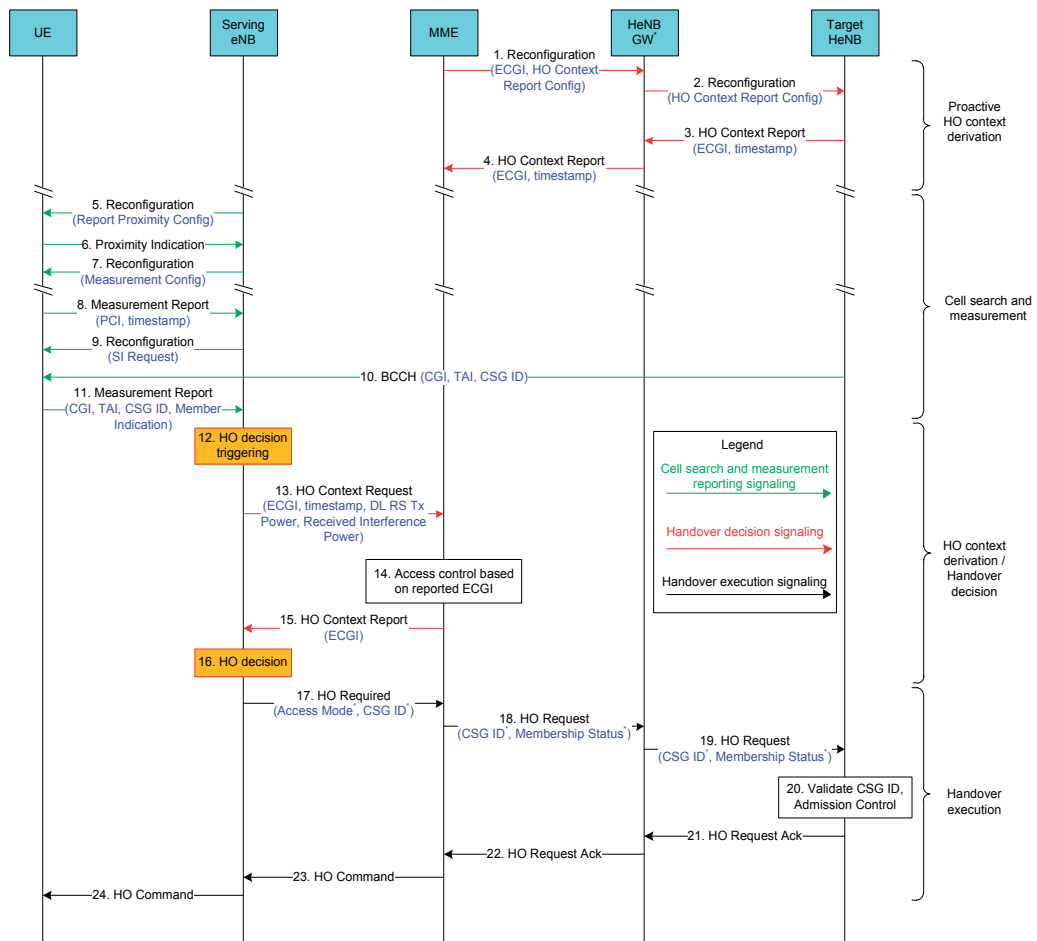 UE
Serving
eNB
MME
HeNB
GW*
Target
HeNB
1. Reconfiguration
(ECGI, HO Context
Report Config)
2. Reconfiguration
(HO Context Report Config)
3. HO Context Report
(ECGI, timestamp)
4. HO Context Report
(ECGI, timestamp)
Proactive
HO context
derivation
5. Reconfiguration
(Report Proximity Config)
6. Proximity Indication
7. Reconfiguration
(Measurement Config)
8. Measurement Report
(PCI, timestamp)
9. Reconfiguration
(SI Request)
10. BCCH (CGI, TAI, CSG ID)
11. Measurement Report
(CGI, TAI, CSG ID, Member
Indication)
Cell search and
measurement
12. HO decision
triggering
13. HO Context Request
(ECGI, timestamp, DL RS Tx
Power, Received Interference
Power)
14. Access control based
on reported ECGI
15. HO Context Report
(ECGI)
16. HO decision
Legend
Cell search and measurement
reporting signaling
Handover decision signaling
Handover execution signaling
HO context
derivation /
Handover
decision
17. HO Required
(Access Mode*, CSG ID*)
18. HO Request
(CSG ID*, Membership Status*)
19. HO Request
(CSG ID*, Membership Status*)
20. Validate CSG ID,
Admission Control
21. HO Request Ack
22. HO Request Ack
23. HO Command
24. HO Command
Handover
execution